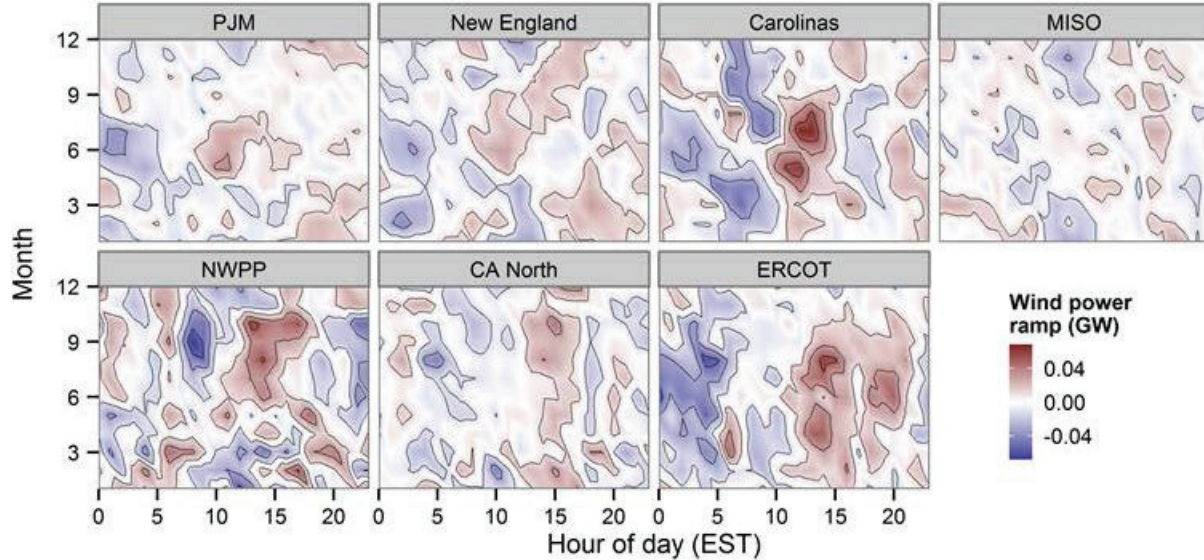 PJM New England Carolinas MISO
12
9
6
3
Month
NWPP CA North ERCOT
12
9
6
3
0 5 10 15 20 0 5 10 15 20 0 5 10 15 20
Hour of day (EST)
Wind power
ramp (GW)
0.04
0.00
-0.04